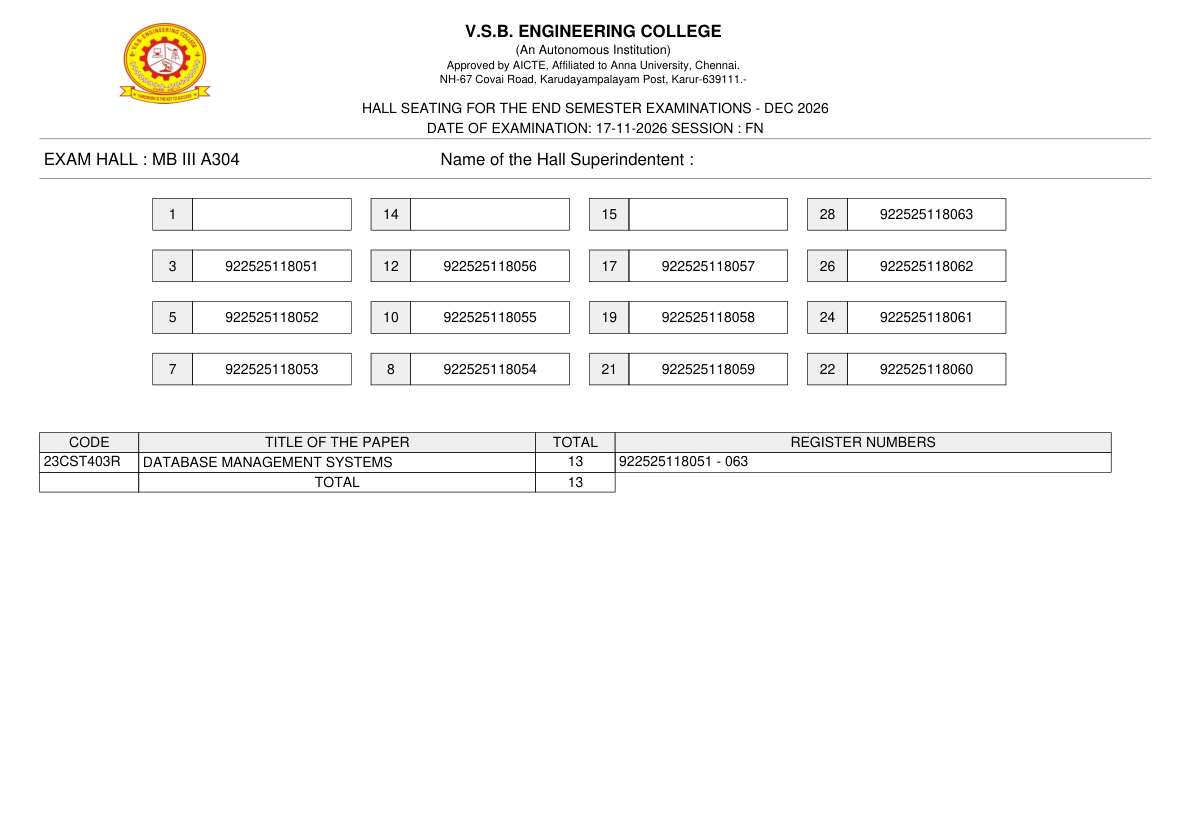 V.S.B. ENGINEERING COLLEGE
(An Autonomous Institution)
Approved by AICTE, Affiliated to Anna University, Chennai.
NH-67 Covai Road, Karudayampalayam Post, Karur-639111.-
HALL SEATING FOR THE END SEMESTER EXAMINATIONS - DEC 2026
DATE OF EXAMINATION: 17-11-2026 SESSION : FN
EXAM HALL : MB III A304 Name of the Hall Superintendent :
1 14 15 28 922525118063
3 922525118051 12 922525118056 17 922525118057 26 922525118062
5 922525118052 10 922525118055 19 922525118058 24 922525118061
7 922525118053 8 922525118054 21 922525118059 22 922525118060
CODE TITLE OF THE PAPER TOTAL REGISTER NUMBERS
23CST403R DATABASE MANAGEMENT SYSTEMS 13 922525118051 - 063
TOTAL 13